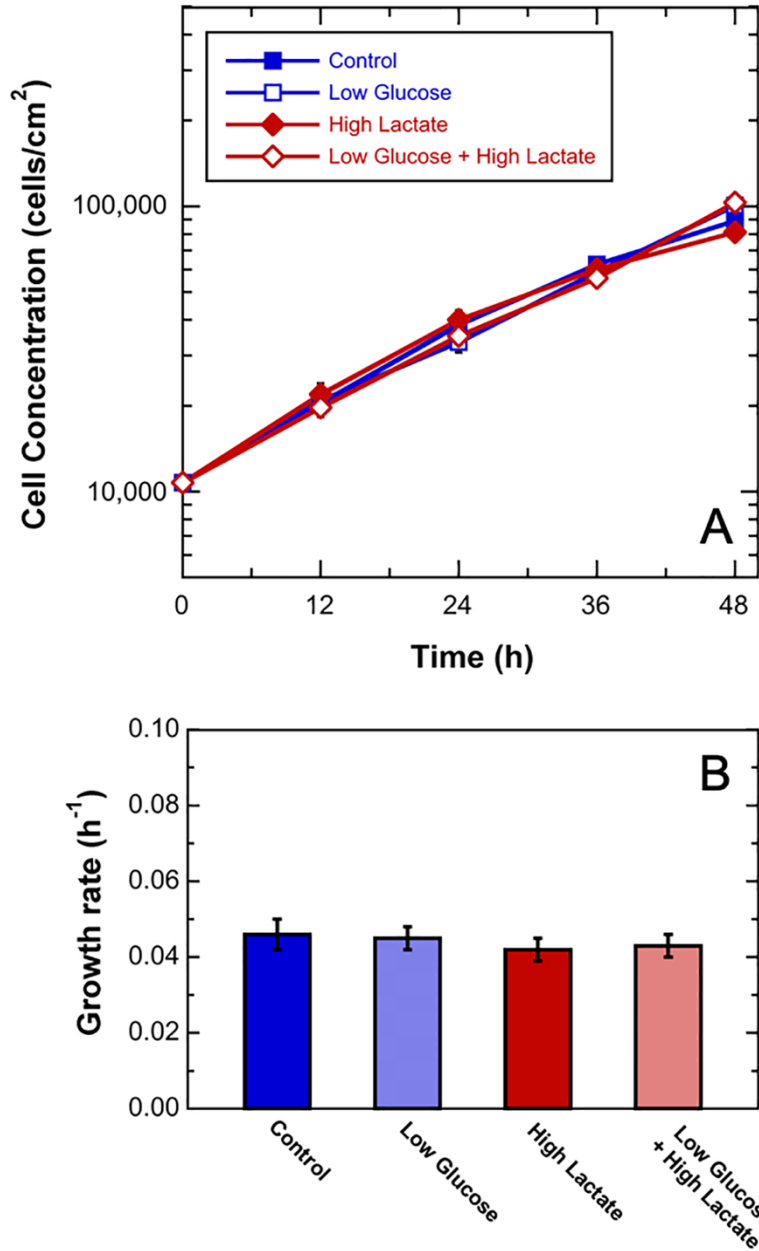 Control
Low Glucose
High Lactate
Low Glucose + High Lactate
Cell Concentration (cells/cm²)
100,000
10,000
A
0 12 24 36 48
Time (h)
B
Growth rate (h⁻¹)
0.10
0.08
0.06
0.04
0.02
0.00
Control
Low Glucose
High Lactate
Low Glucos
+ High Lactate